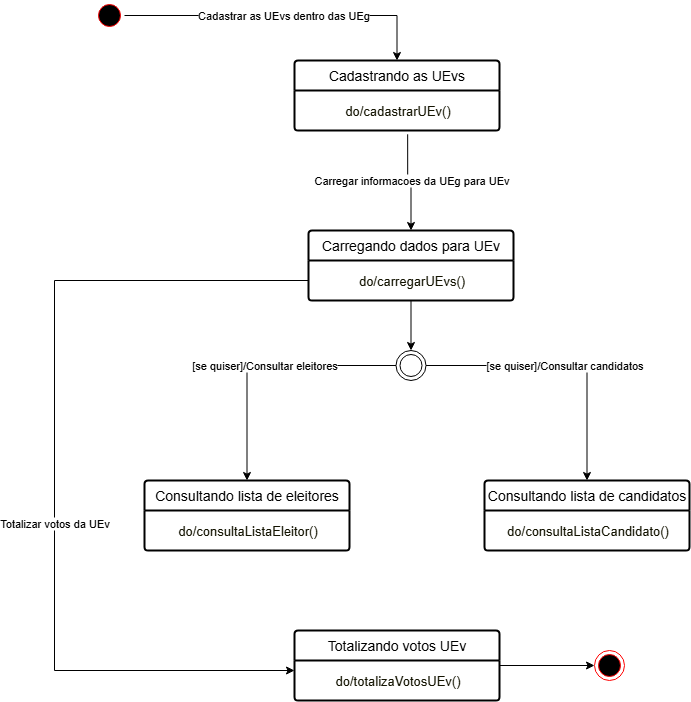 Cadastrar as UEvs dentro das UEg
Cadastrando as UEvs
do/cadastrarUEv()
Carregar informacoes da UEg para UEv
Carregando dados para UEv
do/carregarUEvs()
[se quiser]/Consultar eleitores
[se quiser]/Consultar candidatos
Consultando lista de eleitores
do/consultaListaEleitor()
Consultando lista de candidatos
do/consultaListaCandidato()
Totalizar votos da UEv
Totalizando votos UEv
do/totalizaVotosUEv()